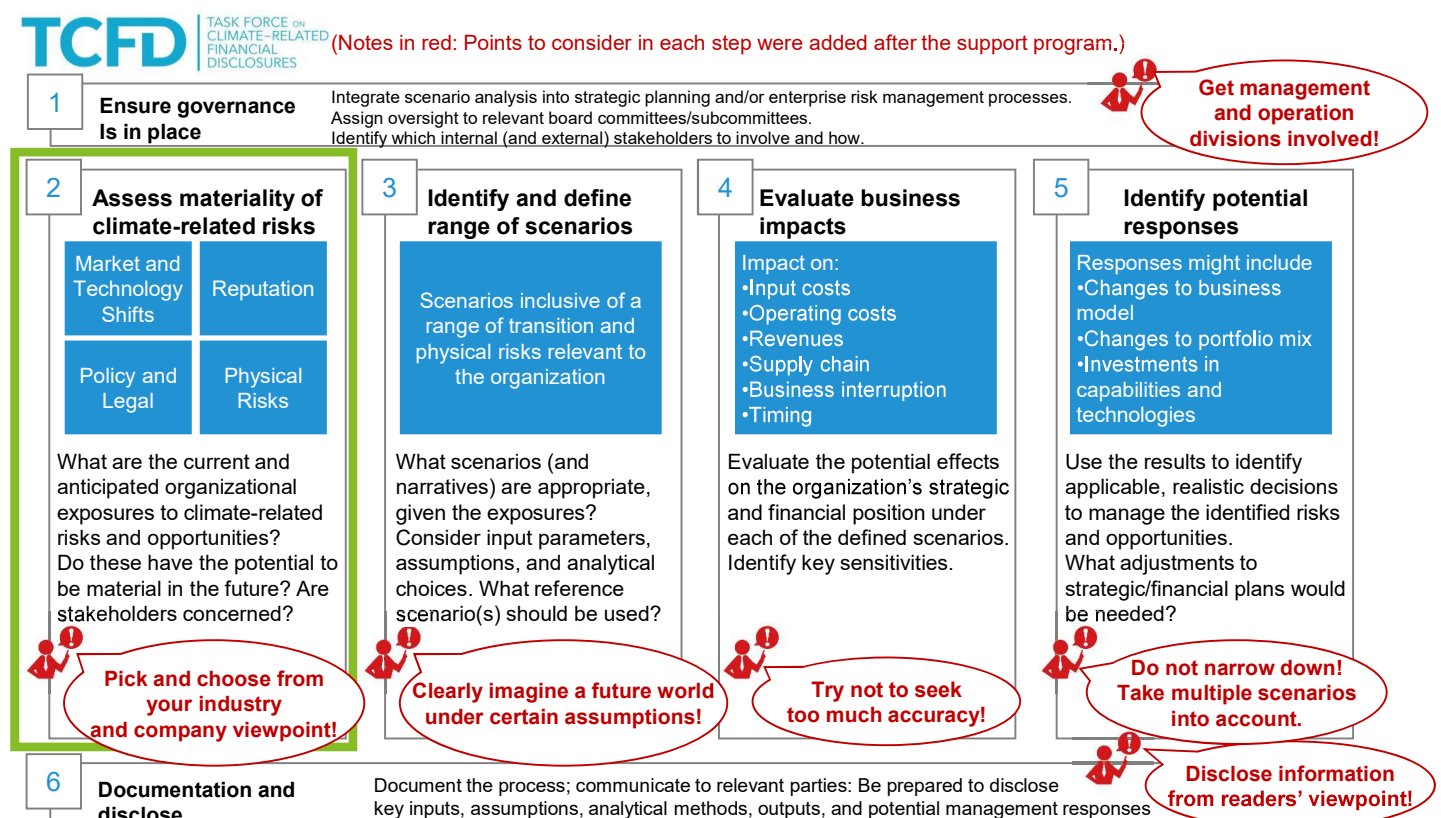 TCFD
TASK FORCE ON
CLIMATE-RELATED
FINANCIAL
DISCLOSURES
(Notes in red: Points to consider in each step were added after the support program.)
1
Ensure governance
Is in place
Integrate scenario analysis into strategic planning and/or enterprise risk management processes.
Assign oversight to relevant board committees/subcommittees.
Identify which internal (and external) stakeholders to involve and how.
Get management
and operation
divisions involved!
2
Assess materiality of
climate-related risks
Market and
Technology
Shifts
Reputation
Policy and
Legal
Physical
Risks
What are the current and
anticipated organizational
exposures to climate-related
risks and opportunities?
Do these have the potential to
be material in the future? Are
stakeholders concerned?
Pick and choose from
your industry
and company viewpoint!
3
Identify and define
range of scenarios
Scenarios inclusive of a
range of transition and
physical risks relevant to
the organization
What scenarios (and
narratives) are appropriate,
given the exposures?
Consider input parameters,
assumptions, and analytical
choices. What reference
scenario(s) should be used?
Clearly imagine a future world
under certain assumptions!
4
Evaluate business
impacts
Impact on:
•Input costs
•Operating costs
•Revenues
•Supply chain
•Business interruption
•Timing
Evaluate the potential effects
on the organization's strategic
and financial position under
each of the defined scenarios.
Identify key sensitivities.
Try not to seek
too much accuracy!
5
Identify potential
responses
Responses might include
•Changes to business
model
•Changes to portfolio mix
•Investments in
capabilities and
technologies
Use the results to identify
applicable, realistic decisions
to manage the identified risks
and opportunities.
What adjustments to
strategic/financial plans would
be needed?
Do not narrow down!
Take multiple scenarios
into account.
6
Documentation and
disclose
Document the process; communicate to relevant parties: Be prepared to disclose
key inputs, assumptions, analytical methods, outputs, and potential management responses
Disclose information
from readers' viewpoint!